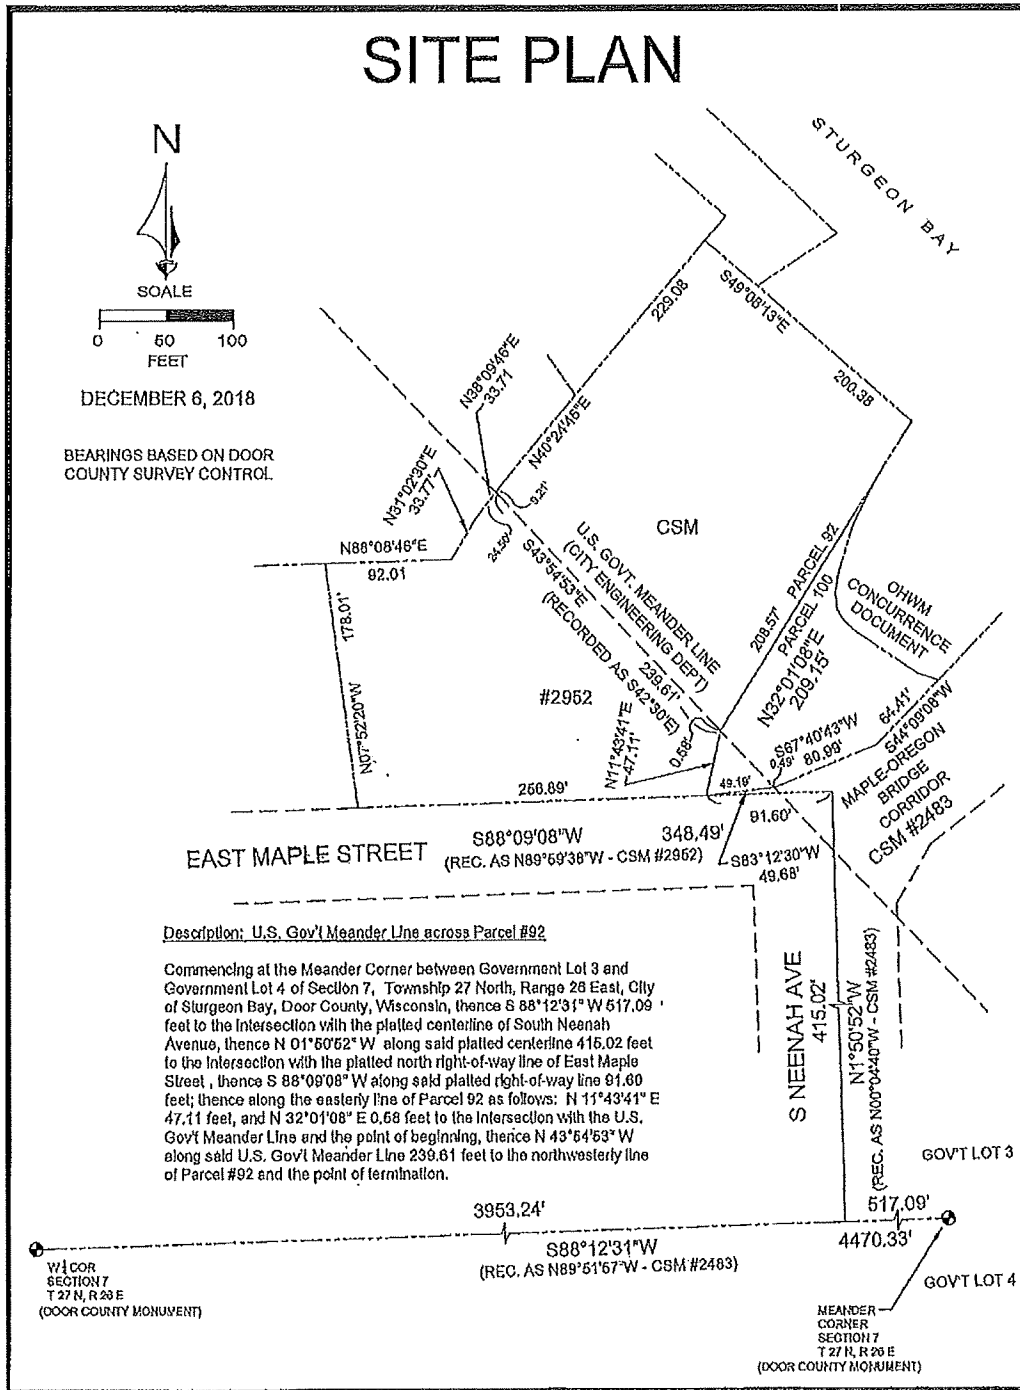 SITE PLAN
N
SCALE
0 50 100
FEET
DECEMBER 6, 2018
BEARINGS BASED ON DOOR
COUNTY SURVEY CONTROL
STURGEON BAY
229.08
S49°08'13"E
200.38
N38°09'46"E
33.71
N40°24'46"E
N31°02'30"E
33.77'
9.21'
24.50'
N88°08'46"E
92.01
CSM
#2952
U.S. GOVT. MEANDER LINE
(CITY ENGINEERING DEPT)
S43°54'53"E
239.61'
(RECORDED AS S42°30'E)
178.01'
N07°52'20"W
208.57'
PARCEL 92
PARCEL 100
N32°01'08"E
209.15'
OHWM
CONCURRENCE
DOCUMENT
64.41'
S44°09'08"W
S67°40'43"W
80.99'
0.49'
0.58'
N11°43'41"E
47.11'
49.19'
91.60'
MAPLE-OREGON
BRIDGE
CORRIDOR
CSM #2483
256.89'
S88°09'08"W 348.49'
(REC. AS N89°59'38"W - CSM #2952)
S83°12'30"W
49.68'
EAST MAPLE STREET
Description: U.S. Gov't Meander Line across Parcel #92
Commencing at the Meander Corner between Government Lot 3 and
Government Lot 4 of Section 7, Township 27 North, Range 26 East, City
of Sturgeon Bay, Door County, Wisconsin, thence S 88°12'31" W 517.09
feet to the intersection with the platted centerline of South Neenah
Avenue, thence N 01°50'52" W along said platted centerline 415.02 feet
to the intersection with the platted north right-of-way line of East Maple
Street, thence S 88°09'08" W along said platted right-of-way line 91.60
feet; thence along the easterly line of Parcel 92 as follows: N 11°43'41" E
47.11 feet, and N 32°01'08" E 0.58 feet to the intersection with the U.S.
Gov't Meander Line and the point of beginning, thence N 43°54'53" W
along said U.S. Gov't Meander Line 239.61 feet to the northwesterly line
of Parcel #92 and the point of termination.
S NEENAH AVE
415.02'
N1°50'52"W
(REC. AS N00°04'40"W - CSM #2483)
GOV'T LOT 3
3953.24'
517.09'
S88°12'31"W
4470.33'
(REC. AS N89°51'57"W - CSM #2483)
GOV'T LOT 4
W ¼ COR
SECTION 7
T 27 N, R 26 E
(DOOR COUNTY MONUMENT)
MEANDER
CORNER
SECTION 7
T 27 N, R 26 E
(DOOR COUNTY MONUMENT)